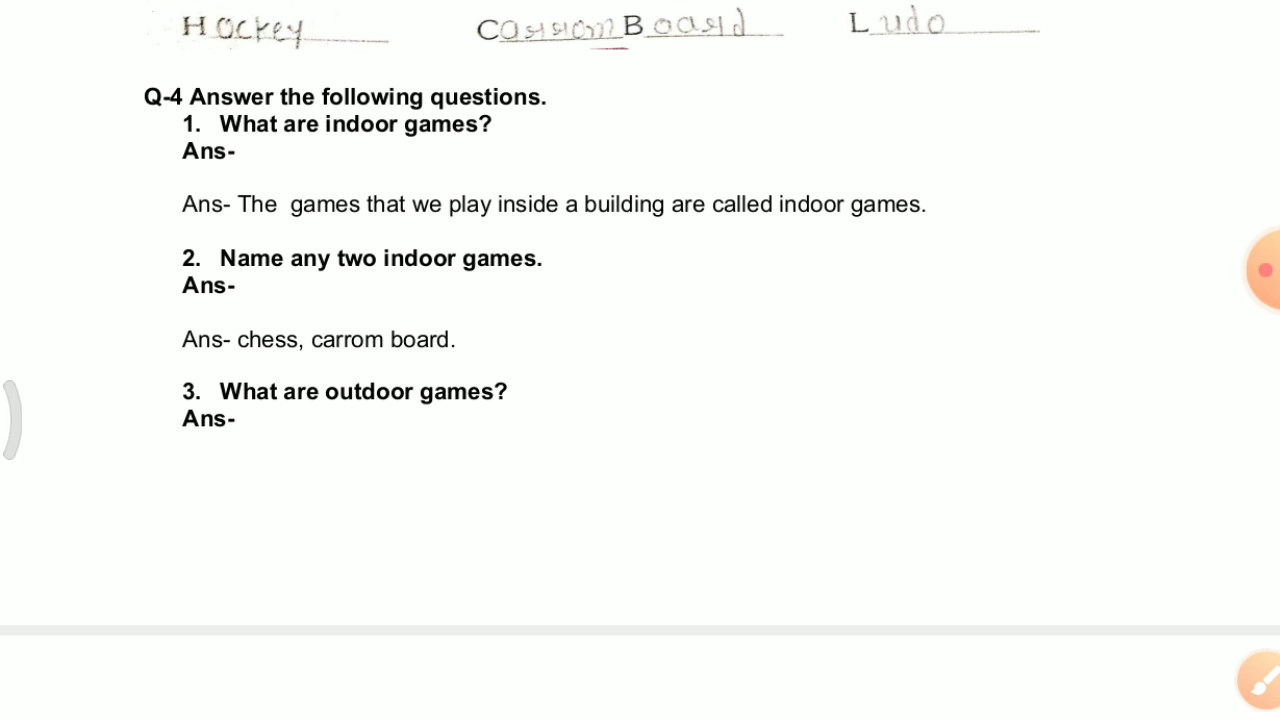 Hockey Carrom Board Ludo
Q-4 Answer the following questions.
1. What are indoor games?
Ans-
Ans- The games that we play inside a building are called indoor games.
2. Name any two indoor games.
Ans-
Ans- chess, carrom board.
3. What are outdoor games?
Ans-